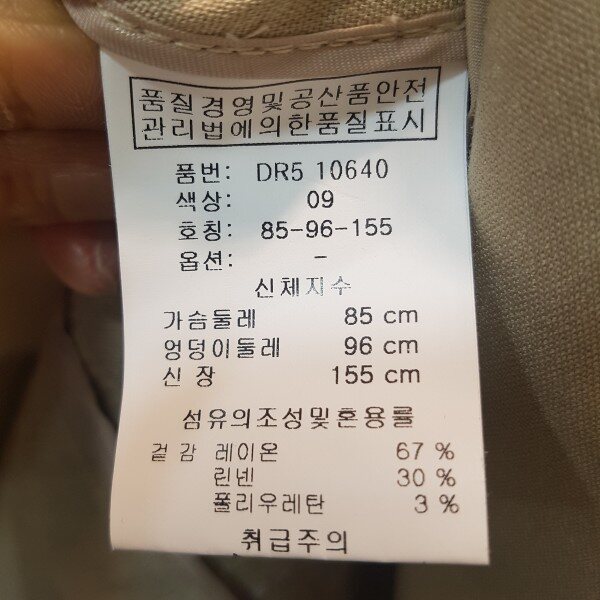 품질경영및공산품안전
관리법에의한품질표시
품번: DR5 10640
색상: 09
호칭: 85-96-155
옵션: -
신체지수
가슴둘레 85 cm
엉덩이둘레 96 cm
신 장 155 cm
섬유의조성및혼용률
겉감 레이온 67 %
린넨 30 %
폴리우레탄 3 %
취급주의